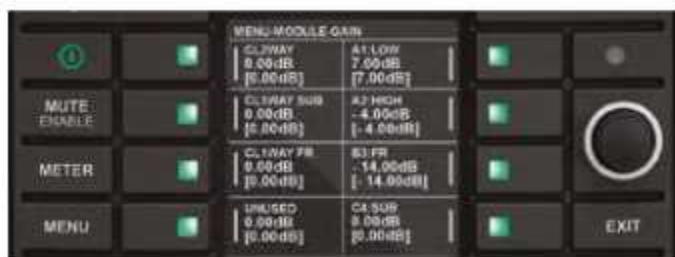 MENU-MODULE GAIN
CL2WAY
0.00dB
[0.00dB]
A1 LOW
7.00dB
[7.00dB]
MUTE
ENABLE
CL1WAY SUB
0.00dB
[0.00dB]
A2 HIGH
-4.00dB
[-4.00dB]
METER
CL1WAY FR
0.00dB
[0.00dB]
B3 FR
-14.00dB
[-14.00dB]
MENU
UNUSED
0.00dB
[0.00dB]
C4 SUB
0.00dB
[0.00dB]
EXIT